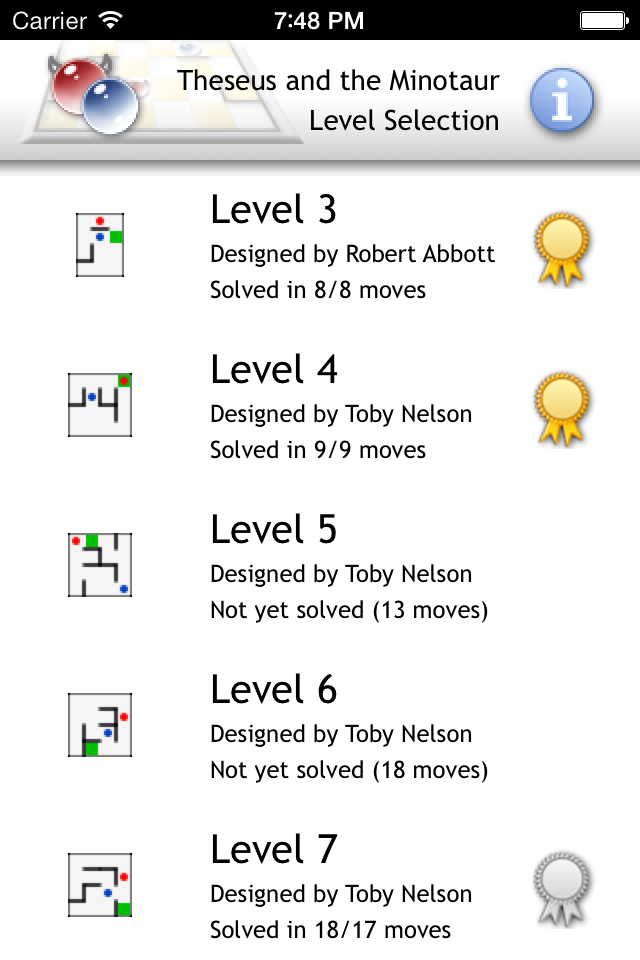 Carrier 7:48 PM
Theseus and the Minotaur
Level Selection
i
Level 3
Designed by Robert Abbott
Solved in 8/8 moves
Level 4
Designed by Toby Nelson
Solved in 9/9 moves
Level 5
Designed by Toby Nelson
Not yet solved (13 moves)
Level 6
Designed by Toby Nelson
Not yet solved (18 moves)
Level 7
Designed by Toby Nelson
Solved in 18/17 moves